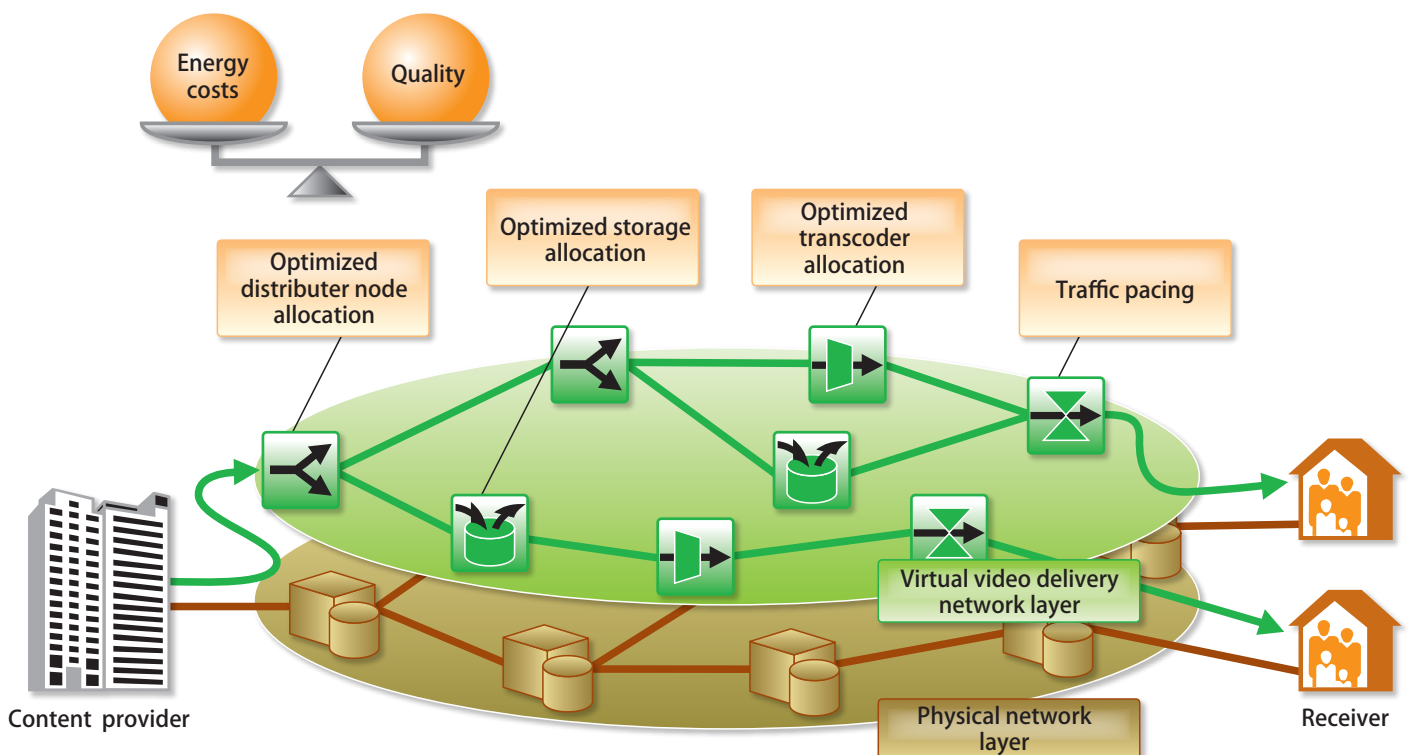 Energy
costs
Quality
Optimized
distributer node
allocation
Optimized storage
allocation
Optimized
transcoder
allocation
Traffic pacing
Virtual video delivery
network layer
Physical network
layer
Content provider
Receiver